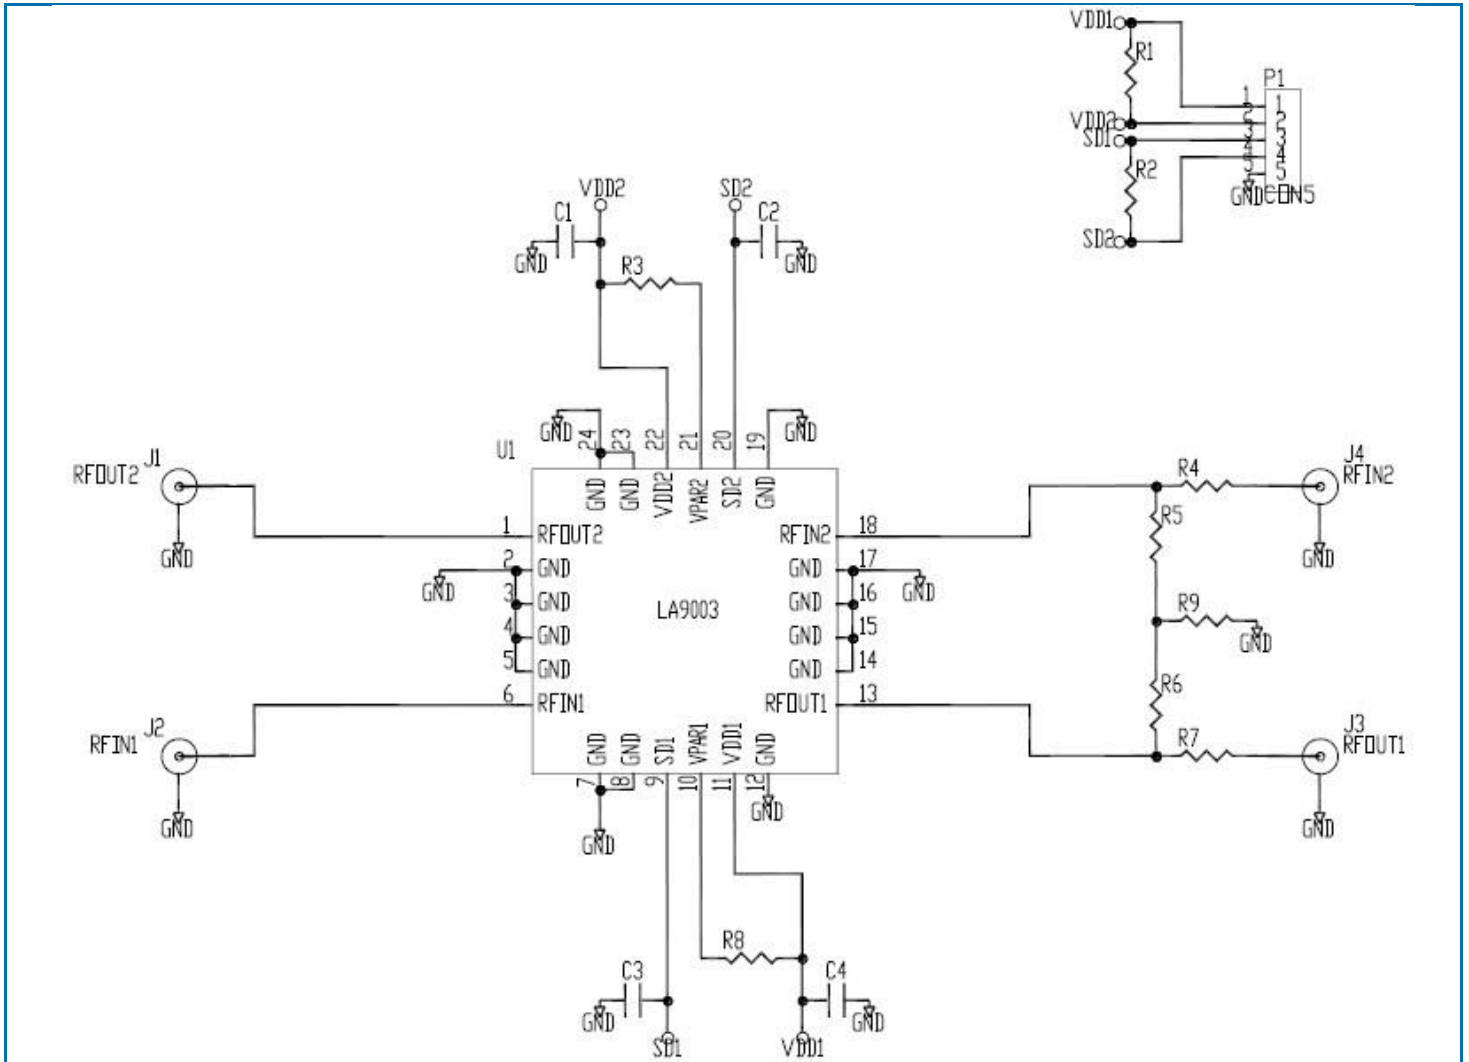 VDD1
R1
P1
1
1
2
VDD2
SD1
3
3
4
R2
5
5
GND
CON5
SD2
VDD2
SD2
C1
C2
GND
GND
R3
GND
24
23
22
21
20
19
GND
U1
GND
GND
VDD2
VPAR2
SD2
GND
J1
RFOUT2
GND
J4
RFIN2
GND
R4
R5
1
RFOUT2
RFIN2
18
2
GND
GND
17
GND
GND
3
GND
GND
16
LA9003
R9
GND
4
GND
GND
15
5
GND
GND
14
6
RFIN1
RFOUT1
13
R6
J2
RFIN1
GND
R7
J3
RFOUT1
GND
GND
GND
SD1
VPAR1
VDD1
GND
7
8
9
10
11
12
GND
GND
R8
C3
C4
GND
GND
SD1
VDD1